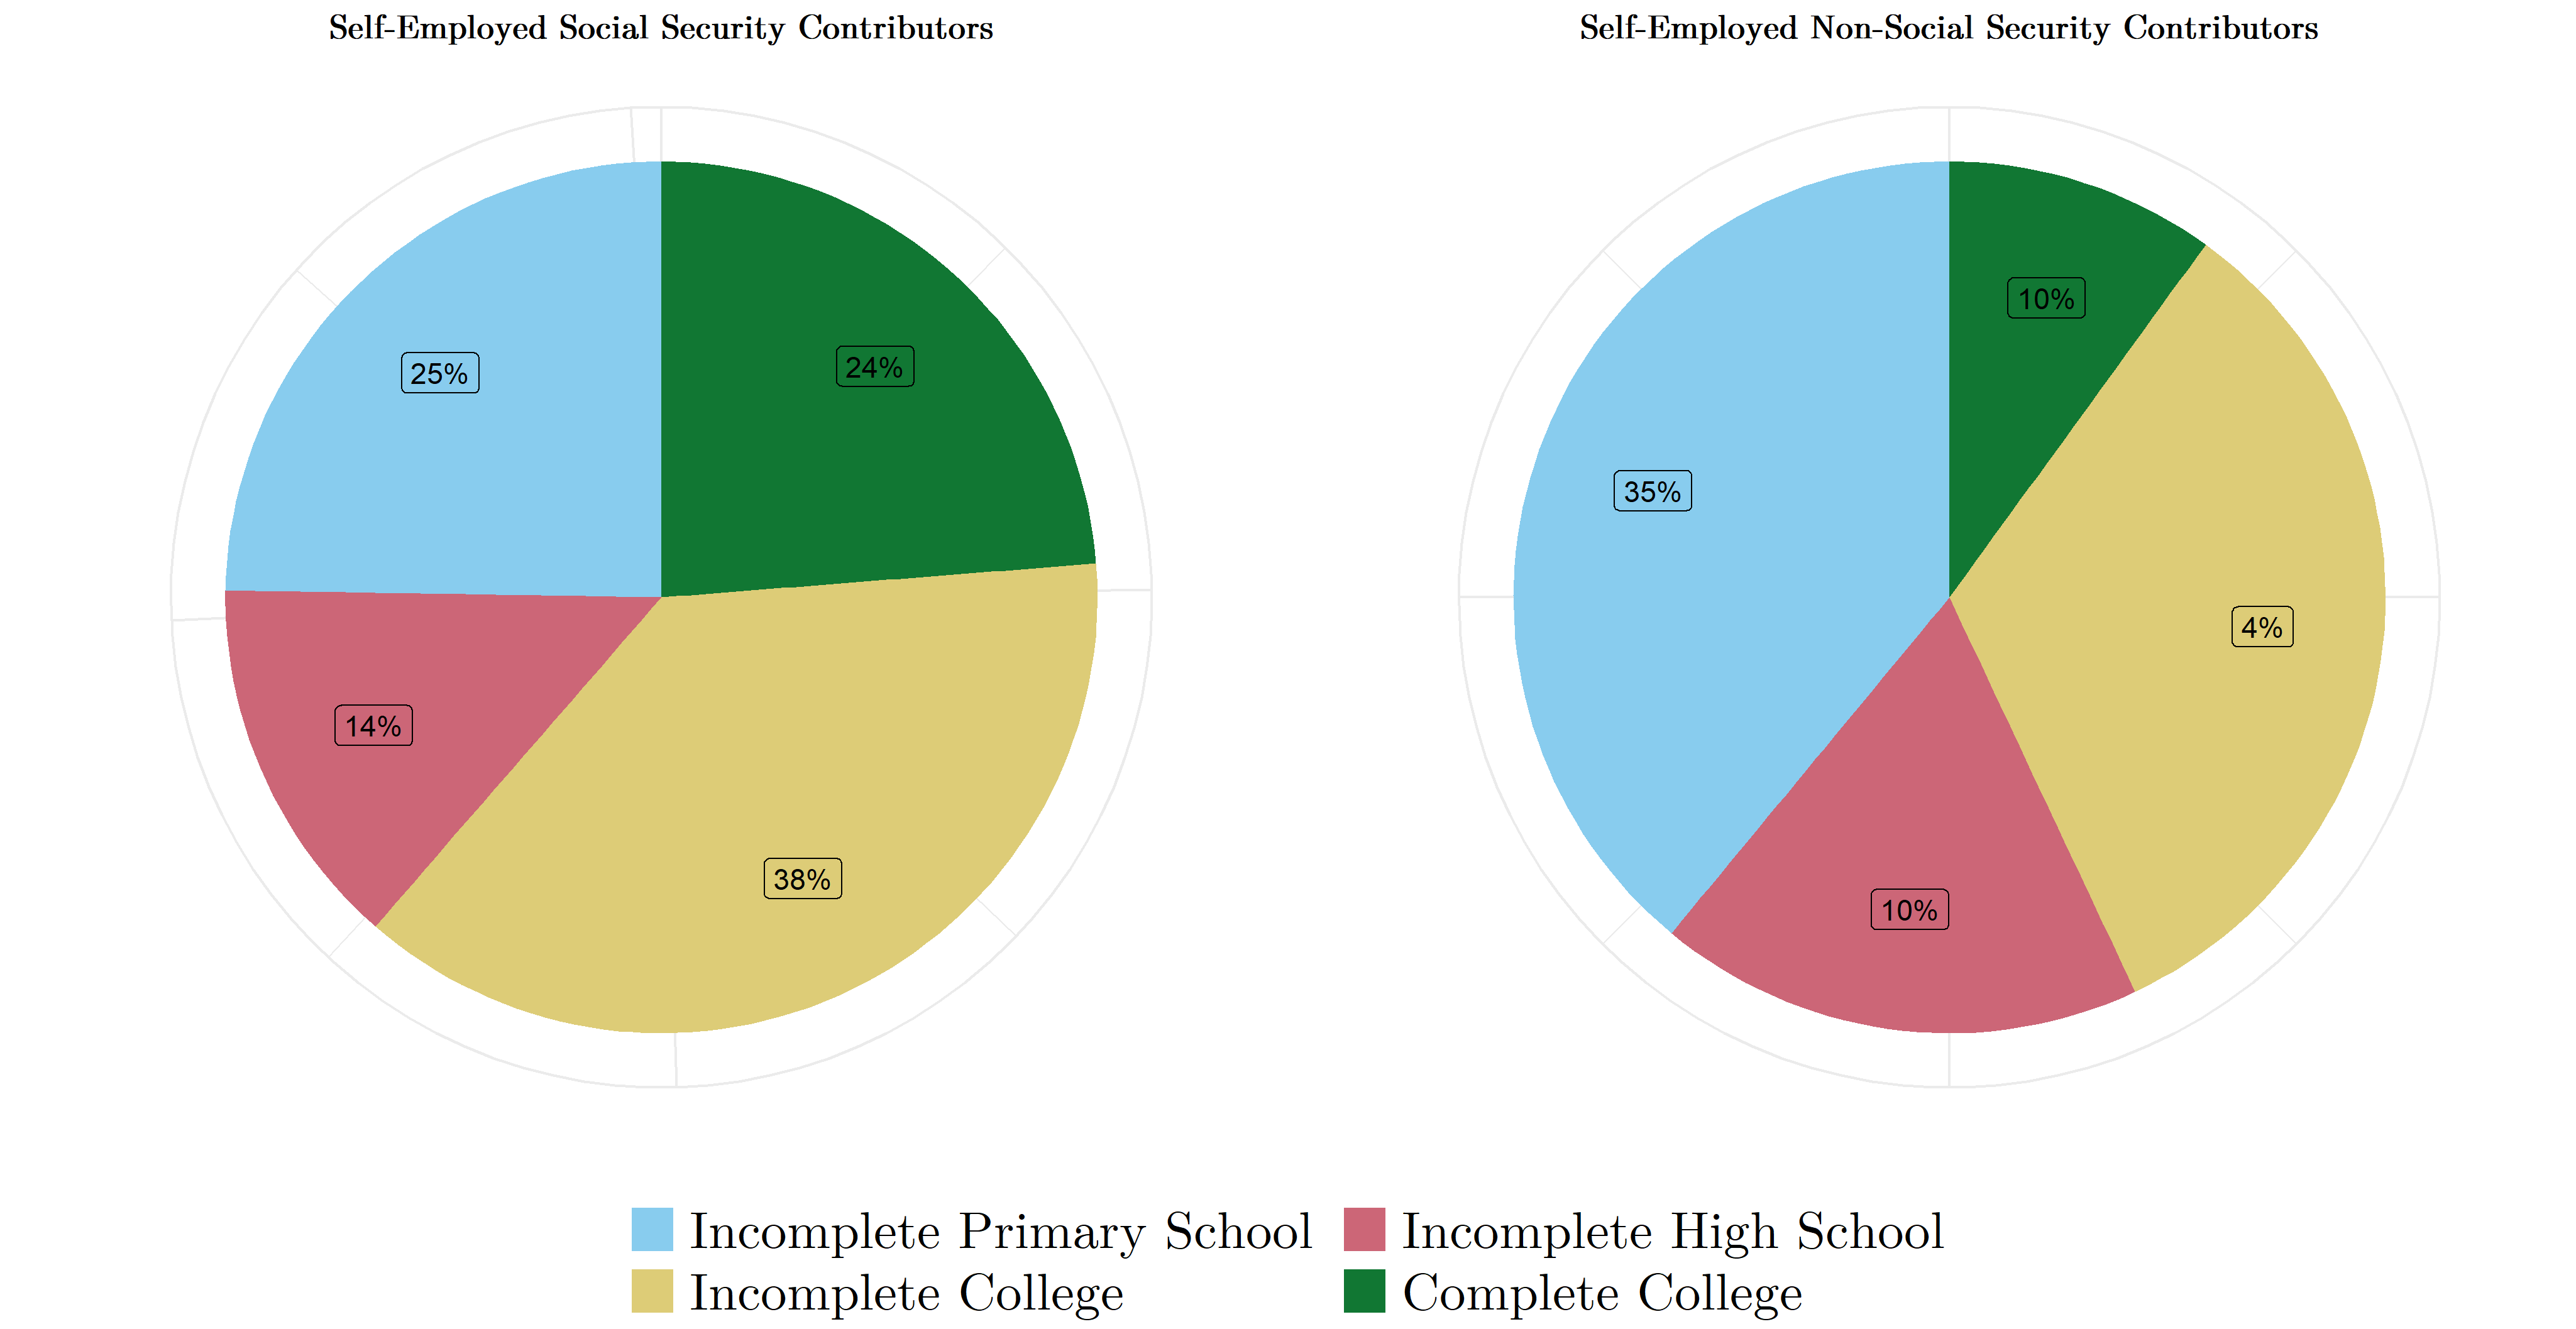 Self-Employed Social Security Contributors
24%
25%
14%
38%
Self-Employed Non-Social Security Contributors
10%
35%
4%
10%
Incomplete Primary School
Incomplete High School
Incomplete College
Complete College